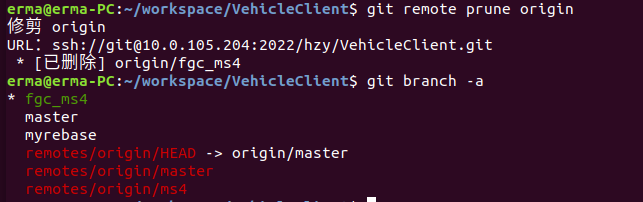 erma@erma-PC:~/workspace/VehicleClient$ git remote prune origin
修剪 origin
URL: ssh://git@10.0.105.204:2022/hzy/VehicleClient.git
 * [已删除] origin/fgc_ms4
erma@erma-PC:~/workspace/VehicleClient$ git branch -a
* fgc_ms4
  master
  myrebase
  remotes/origin/HEAD -> origin/master
  remotes/origin/master
  remotes/origin/ms4